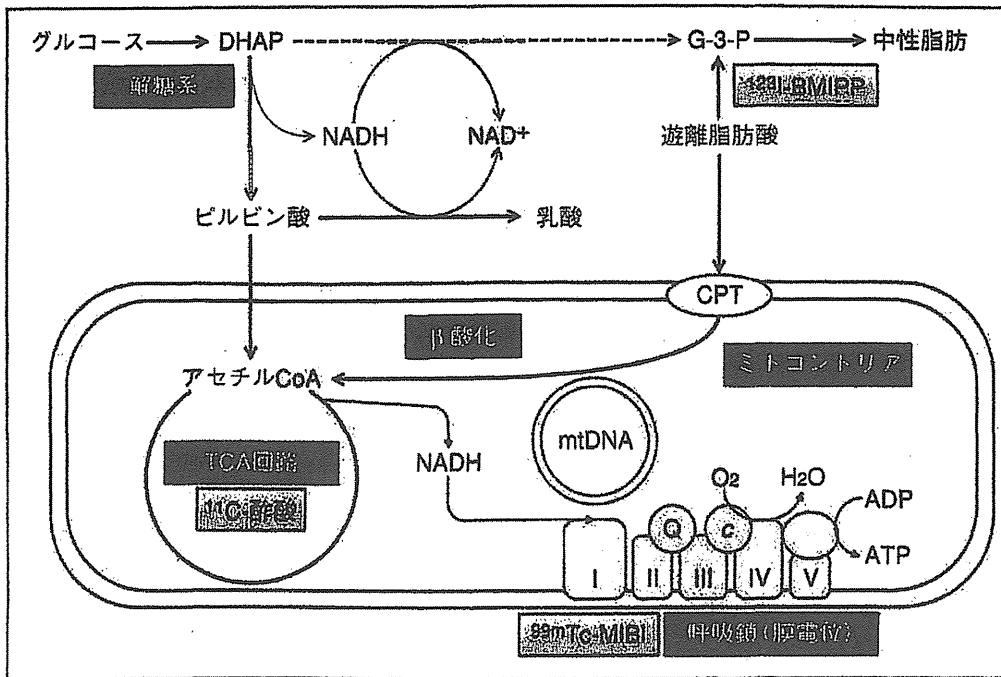 グルコース DHAP G-3-P 中性脂肪
解糖系 123I-BMIPP
NADH NAD+ 遊離脂肪酸
ピルビン酸 乳酸
CPT
β酸化 ミトコンドリア
アセチルCoA
mtDNA
TCA回路 NADH
11C-酢酸
O2 H2O ADP
Q c
I II III IV V ATP
99mTc-MIBI 呼吸鎖(膜電位)